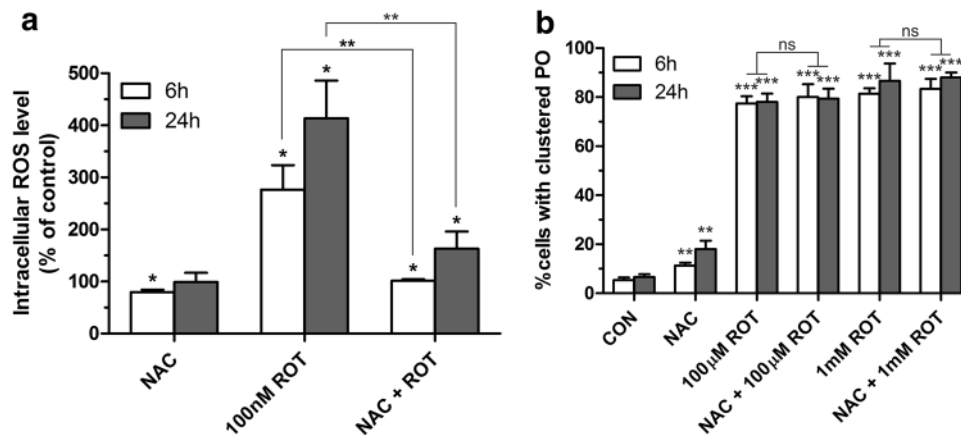 a
**
**
6h
24h
500
400
300
200
100
0
Intracellular ROS level
(% of control)
*
*
*
*
*
NAC
100nM ROT
NAC + ROT
b
ns
ns
6h
24h
100
80
60
40
20
0
%cells with clustered PO
**
**
***
***
***
***
***
***
***
***
CON
NAC
100µM ROT
NAC + 100µM ROT
1mM ROT
NAC + 1mM ROT